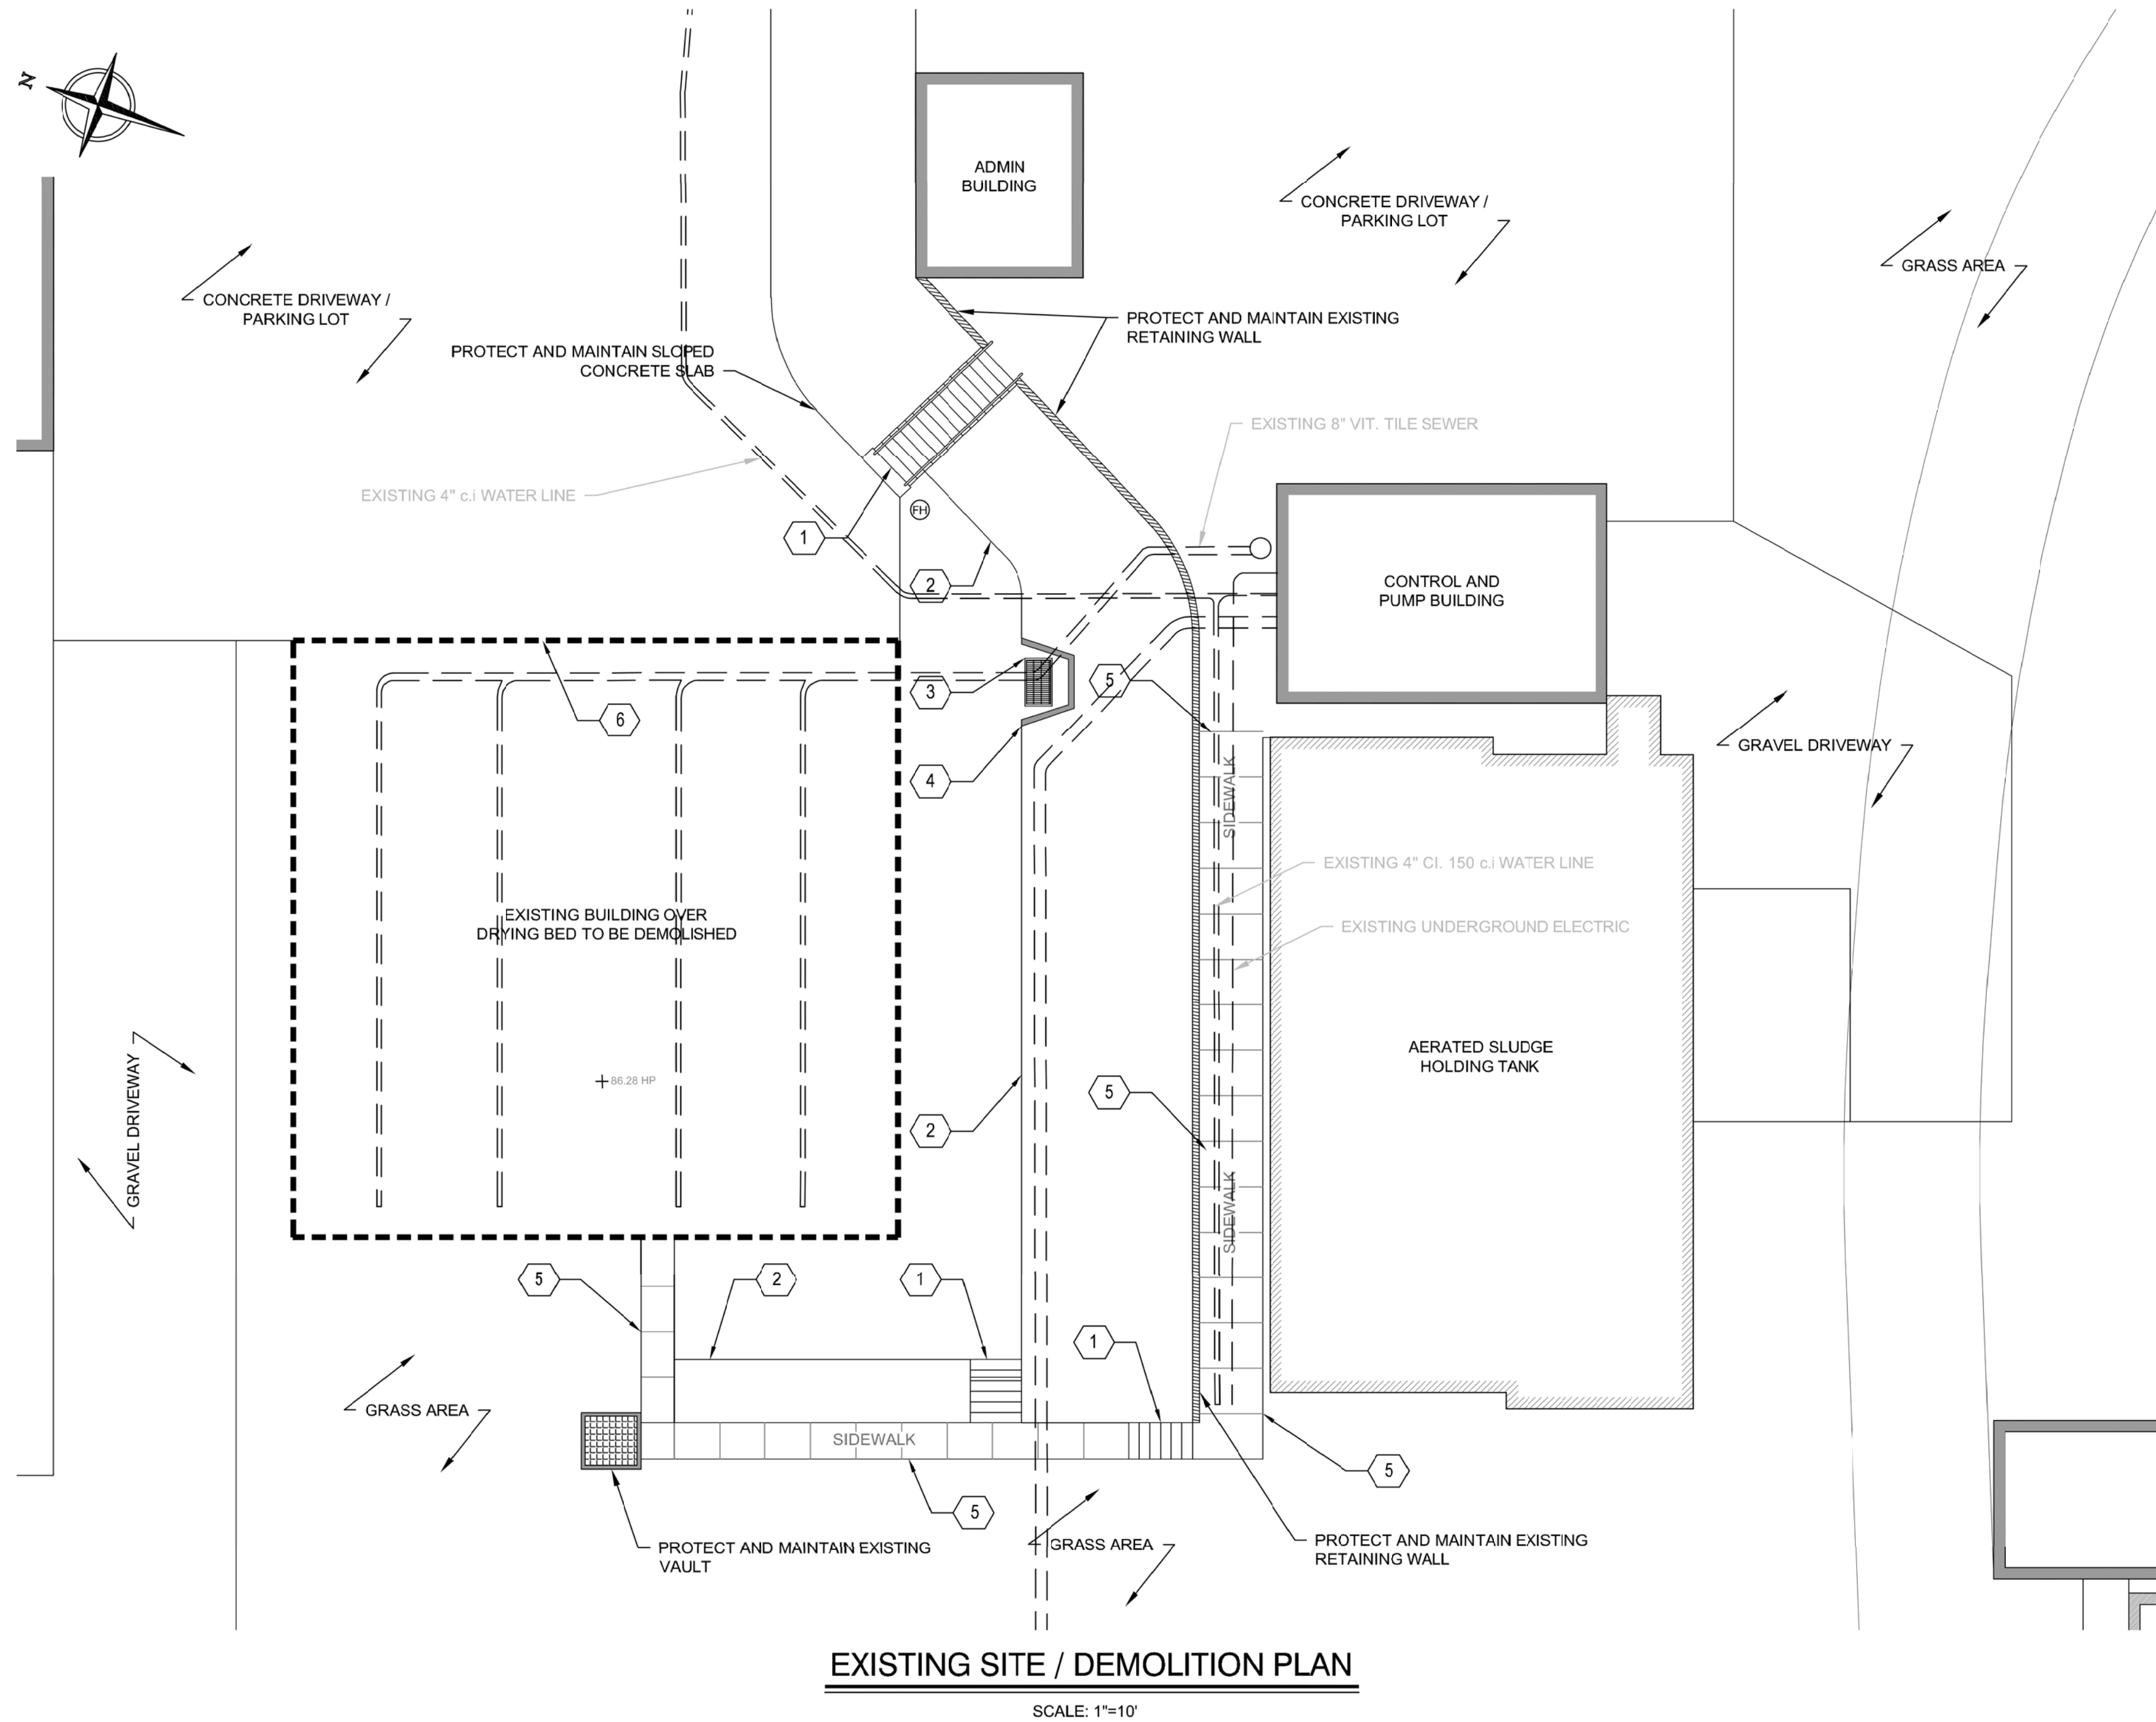 N
ADMIN
BUILDING
CONCRETE DRIVEWAY /
PARKING LOT
GRASS AREA
CONCRETE DRIVEWAY /
PARKING LOT
PROTECT AND MAINTAIN EXISTING
RETAINING WALL
PROTECT AND MAINTAIN SLOPED
CONCRETE SLAB
EXISTING 8" VIT. TILE SEWER
EXISTING 4" c.i WATER LINE
FH
1
2
CONTROL AND
PUMP BUILDING
3
5
6
4
GRAVEL DRIVEWAY
SIDEWALK
EXISTING 4" Cl. 150 c.i WATER LINE
EXISTING BUILDING OVER
DRYING BED TO BE DEMOLISHED
EXISTING UNDERGROUND ELECTRIC
AERATED SLUDGE
HOLDING TANK
86.28 HP
5
GRAVEL DRIVEWAY
2
SIDEWALK
5
2
1
1
GRASS AREA
SIDEWALK
5
5
PROTECT AND MAINTAIN EXISTING
VAULT
GRASS AREA
PROTECT AND MAINTAIN EXISTING
RETAINING WALL
EXISTING SITE / DEMOLITION PLAN
SCALE: 1"=10'